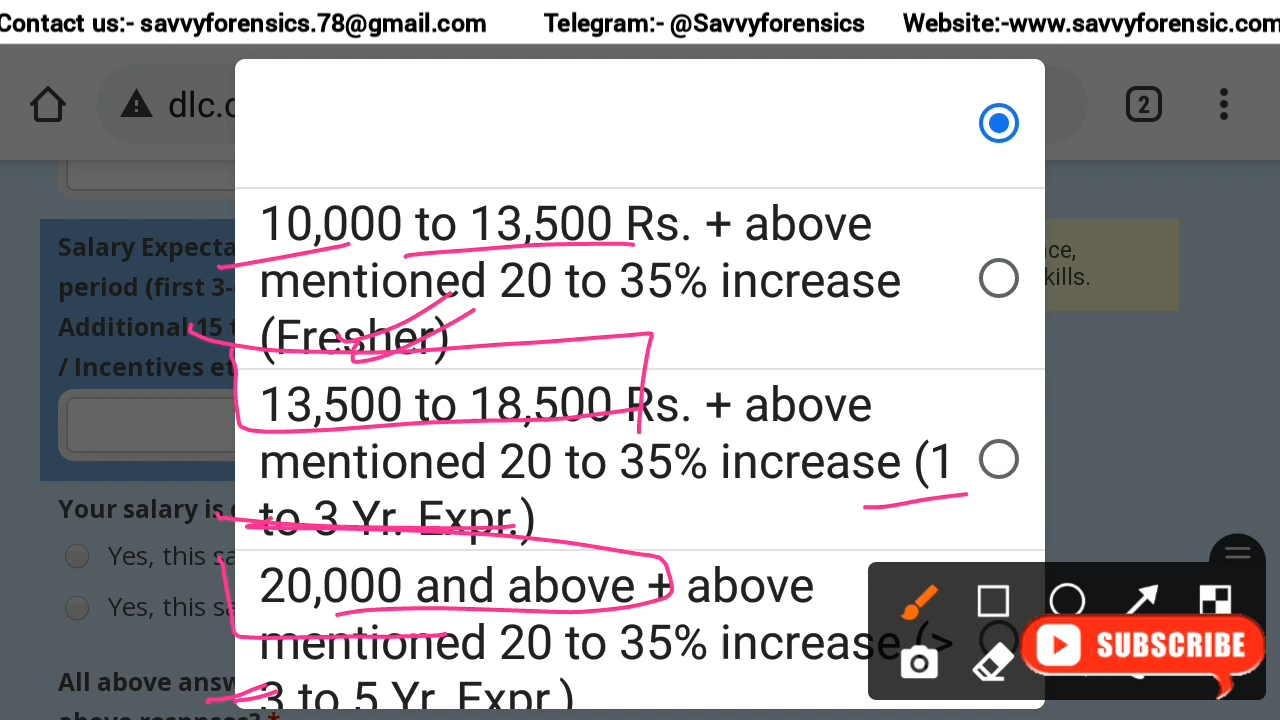 Contact us:- savvyforensics.78@gmail.com Telegram:- @Savvyforensics Website:-www.savvyforensic.com
dlc.
2
10,000 to 13,500 Rs. + above
mentioned 20 to 35% increase
(Fresher)
13,500 to 18,500 Rs. + above
mentioned 20 to 35% increase (1
to 3 Yr. Expr.)
20,000 and above + above
mentioned 20 to 35% increase (>
3 to 5 Yr. Expr.)
Salary Expecta
period (first 3-
Additional 15 t
/ Incentives et
nce,
kills.
Your salary is
Yes, this sa
Yes, this sa
All above answ
above respnses? *
SUBSCRIBE